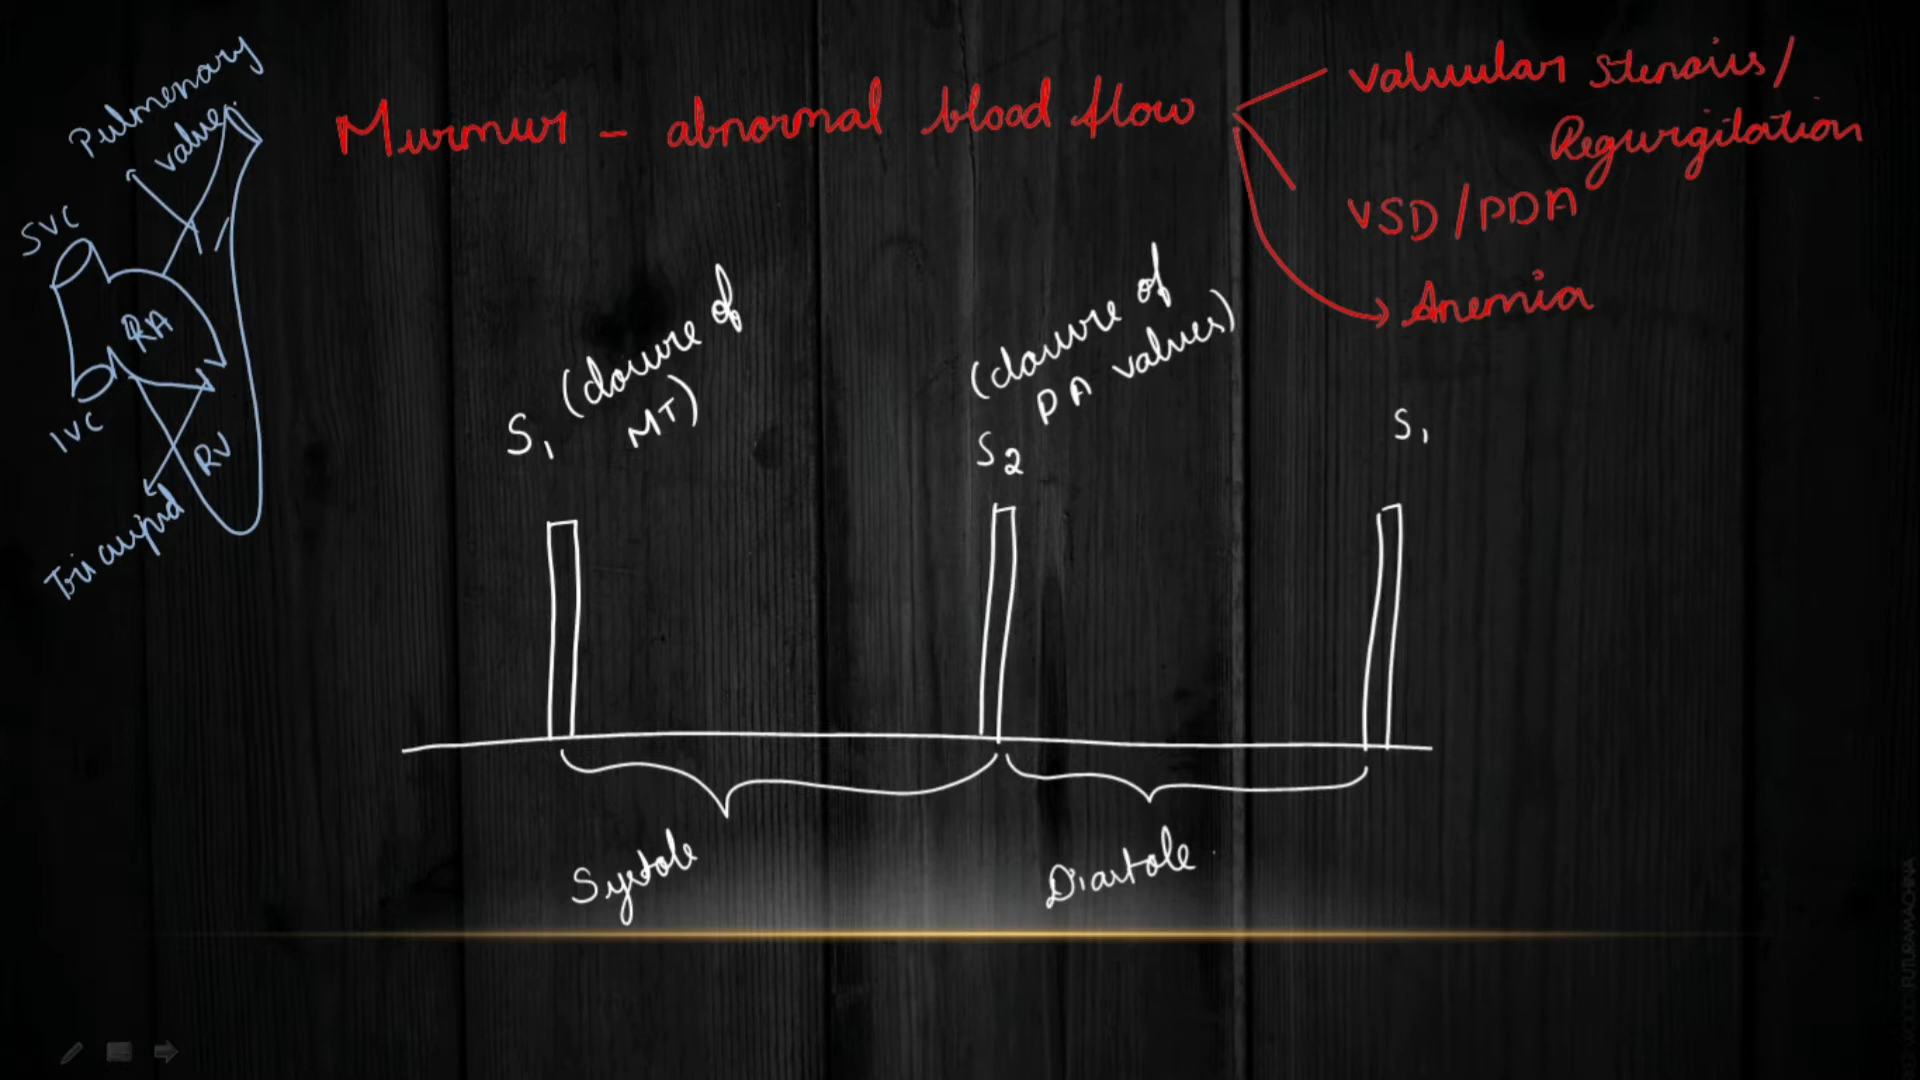 Pulmonary
valve
SVC
RA
IVC
RV
Tricuspid
Murmur - abnormal blood flow
Valvular Stenosis/
Regurgitation
VSD/PDA
Anemia
S1 (closure of
MT)
(closure of
PA valves)
S2
S1
Systole
Diastole